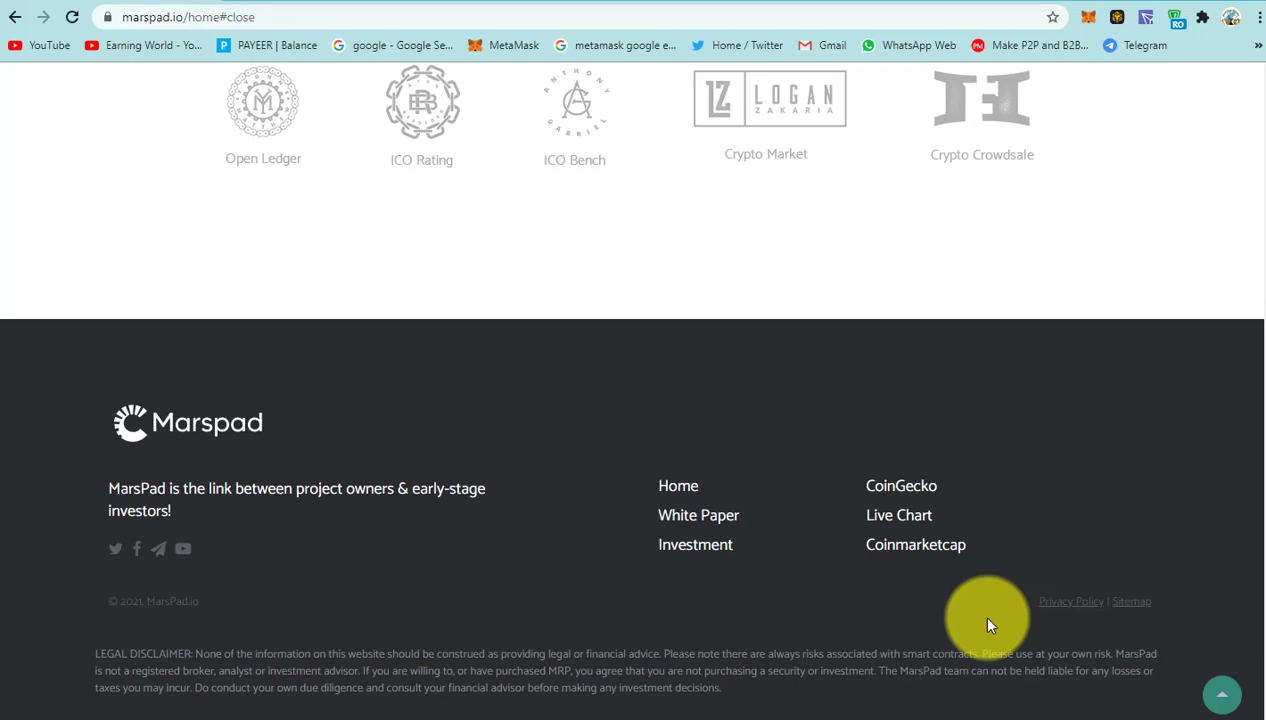 marspad.io/home#close
RO
YouTube
Earning World - Yo...
PAYEER | Balance
google - Google Se...
MetaMask
metamask google e...
Home / Twitter
Gmail
WhatsApp Web
Make P2P and B2B...
Telegram
»
ANTHONY
GABRIEL
LZ LOGAN
ZAKARIA
Open Ledger
ICO Rating
ICO Bench
Crypto Market
Crypto Crowdsale
Marspad
MarsPad is the link between project owners & early-stage
investors!
Home
White Paper
Investment
CoinGecko
Live Chart
Coinmarketcap
© 2021, MarsPad.io
Privacy Policy | Sitemap
LEGAL DISCLAIMER: None of the information on this website should be construed as providing legal or financial advice. Please note there are always risks associated with smart contracts. Please use at your own risk. MarsPad
is not a registered broker, analyst or investment advisor. If you are willing to, or have purchased MRP, you agree that you are not purchasing a security or investment. The MarsPad team can not be held liable for any losses or
taxes you may incur. Do conduct your own due diligence and consult your financial advisor before making any investment decisions.